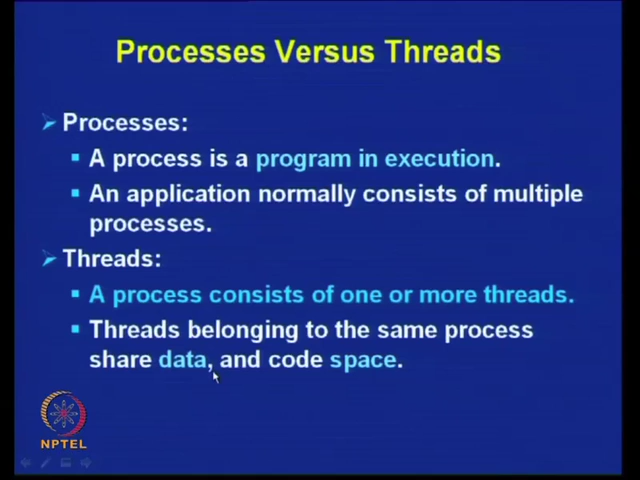 Processes Versus Threads
Processes:
A process is a program in execution.
An application normally consists of multiple
processes.
Threads:
A process consists of one or more threads.
Threads belonging to the same process
share data, and code space.
NPTEL